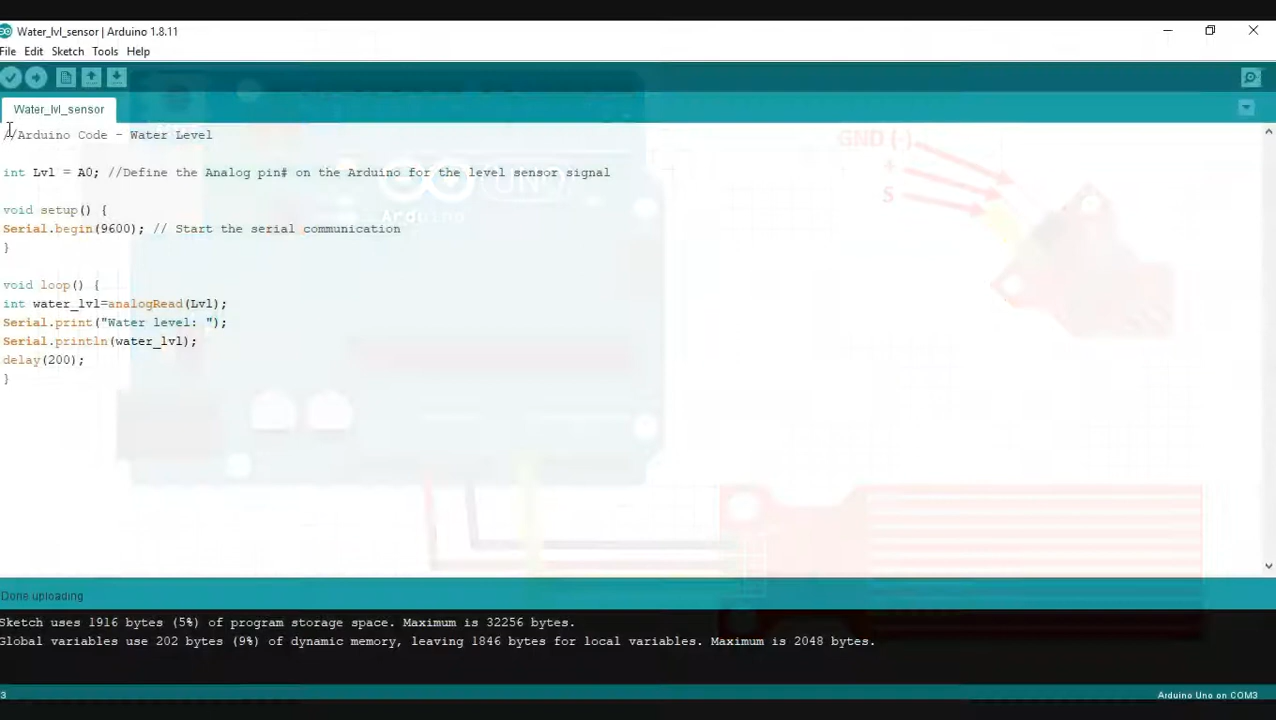 Water_lvl_sensor | Arduino 1.8.11
File Edit Sketch Tools Help
Water_lvl_sensor
//Arduino Code - Water Level
int Lvl = A0; //Define the Analog pin# on the Arduino for the level sensor signal
void setup() {
Serial.begin(9600); // Start the serial communication
}
void loop() {
int water_lvl=analogRead(Lvl);
Serial.print("Water level: ");
Serial.println(water_lvl);
delay(200);
}
GND (-)
+
S
UNO
Arduino
Done uploading
Sketch uses 1916 bytes (5%) of program storage space. Maximum is 32256 bytes.
Global variables use 202 bytes (9%) of dynamic memory, leaving 1846 bytes for local variables. Maximum is 2048 bytes.
3
Arduino Uno on COM3